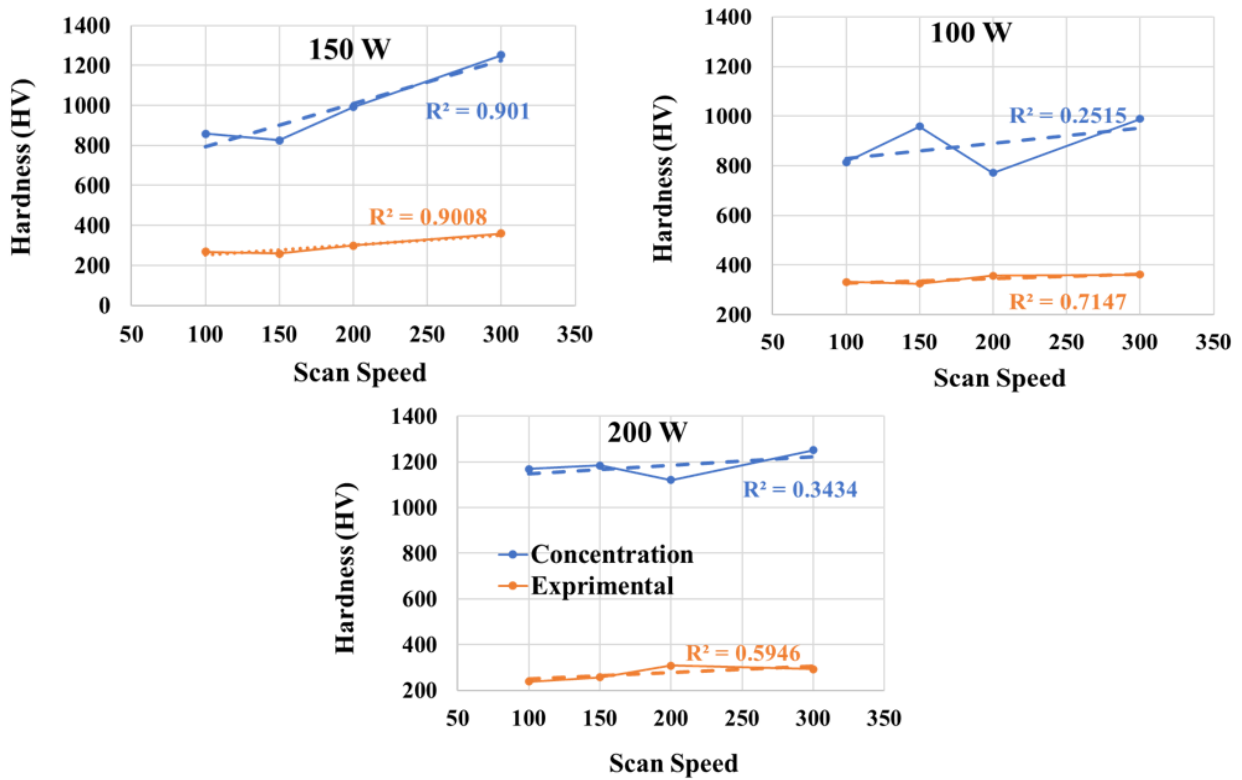 150 W
Hardness (HV)
1400
1200
1000
800
600
400
200
0
R² = 0.901
R² = 0.9008
50 100 150 200 250 300 350
Scan Speed
100 W
Hardness (HV)
1400
1200
1000
800
600
400
200
R² = 0.2515
R² = 0.7147
50 100 150 200 250 300 350
Scan Speed
200 W
Hardness (HV)
1400
1200
1000
800
600
400
200
R² = 0.3434
Concentration
Exprimental
R² = 0.5946
50 100 150 200 250 300 350
Scan Speed